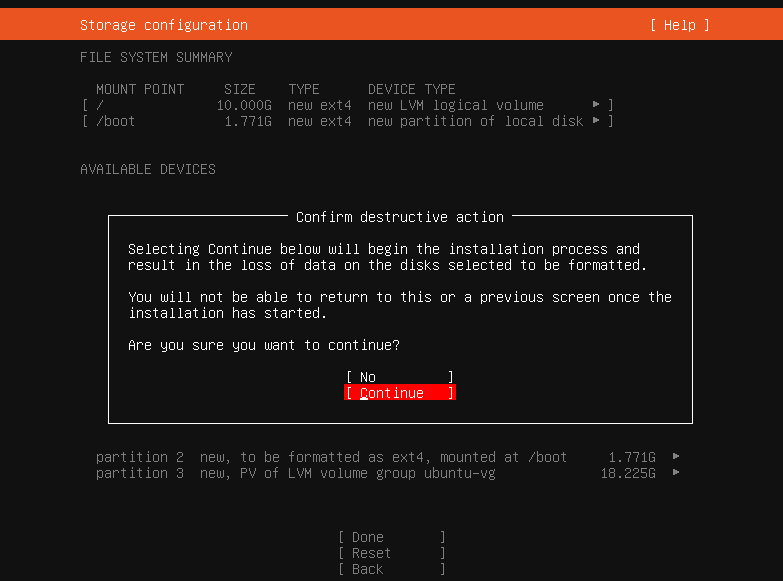 Storage configuration [ Help ]
FILE SYSTEM SUMMARY
MOUNT POINT SIZE TYPE DEVICE TYPE
[ / 10.000G new ext4 new LVM logical volume ▸ ]
[ /boot 1.771G new ext4 new partition of local disk ▸ ]
AVAILABLE DEVICES
Confirm destructive action
Selecting Continue below will begin the installation process and
result in the loss of data on the disks selected to be formatted.
You will not be able to return to this or a previous screen once the
installation has started.
Are you sure you want to continue?
[ No ]
[ Continue ]
partition 2 new, to be formatted as ext4, mounted at /boot 1.771G ▸
partition 3 new, PV of LVM volume group ubuntu-vg 18.225G ▸
[ Done ]
[ Reset ]
[ Back ]